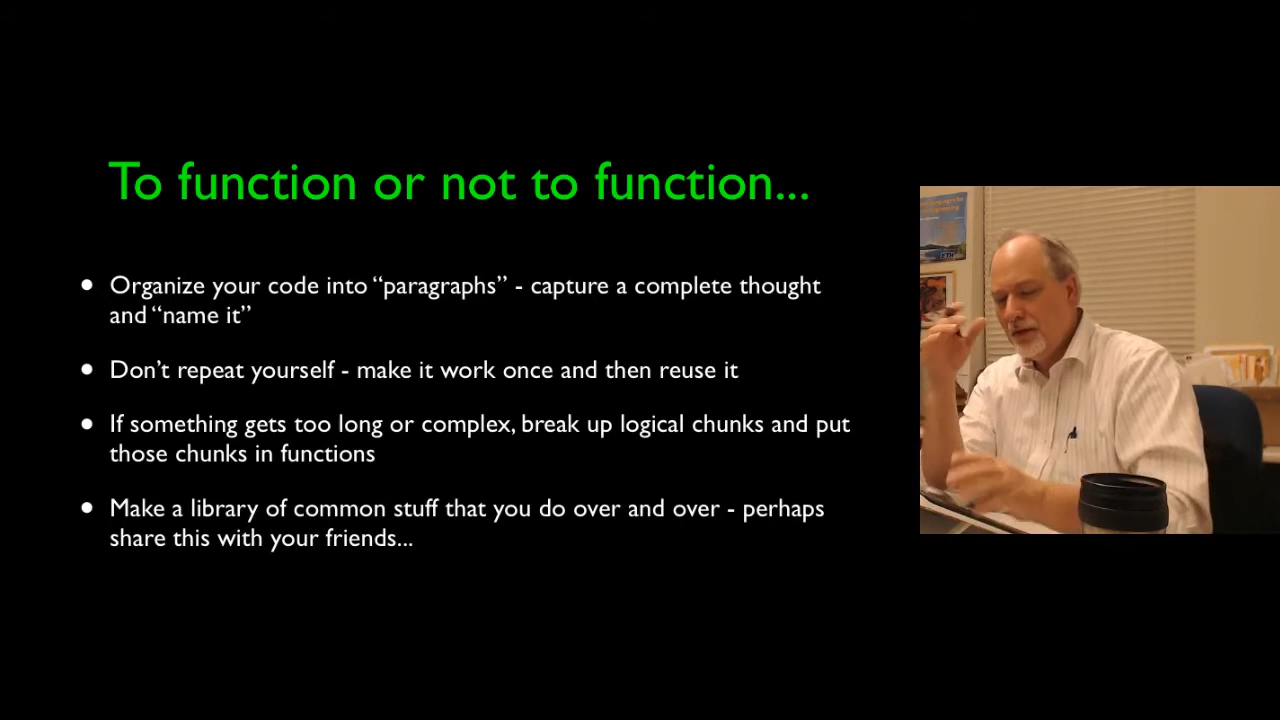 To function or not to function...
• Organize your code into “paragraphs” - capture a complete thought
and “name it”
• Don’t repeat yourself - make it work once and then reuse it
• If something gets too long or complex, break up logical chunks and put
those chunks in functions
• Make a library of common stuff that you do over and over - perhaps
share this with your friends...